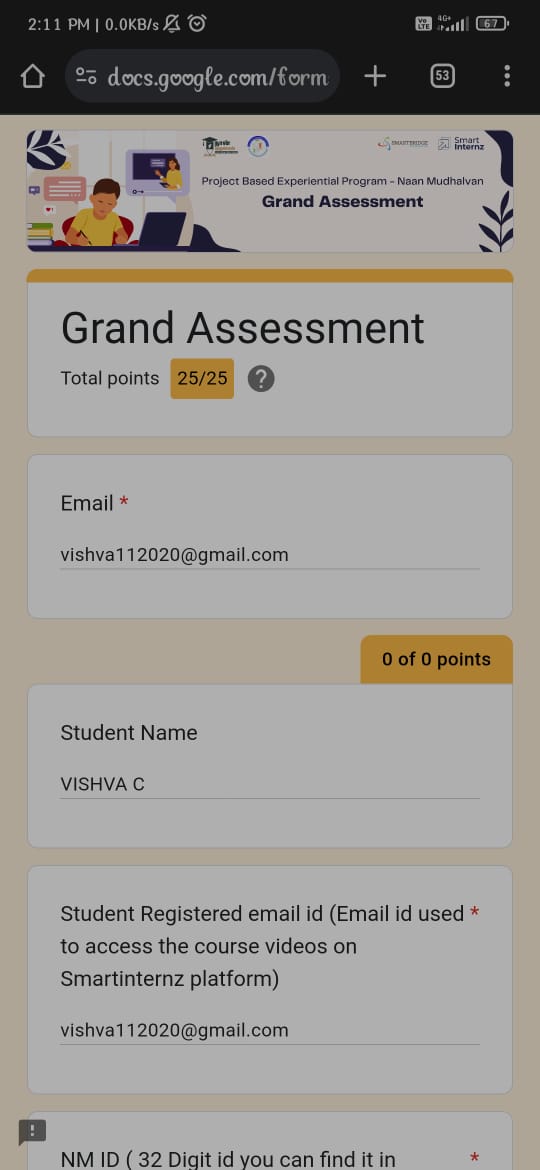 2:11 PM | 0.0KB/s
Vo LTE 4G+ 67
docs.google.com/form
53
SMARTBRIDGE
Smart
Internz
Project Based Experiential Program - Naan Mudhalvan
Grand Assessment
Grand Assessment
Total points 25/25 ?
Email *
vishva112020@gmail.com
0 of 0 points
Student Name
VISHVA C
Student Registered email id (Email id used *
to access the course videos on
Smartinternz platform)
vishva112020@gmail.com
NM ID ( 32 Digit id you can find it in *